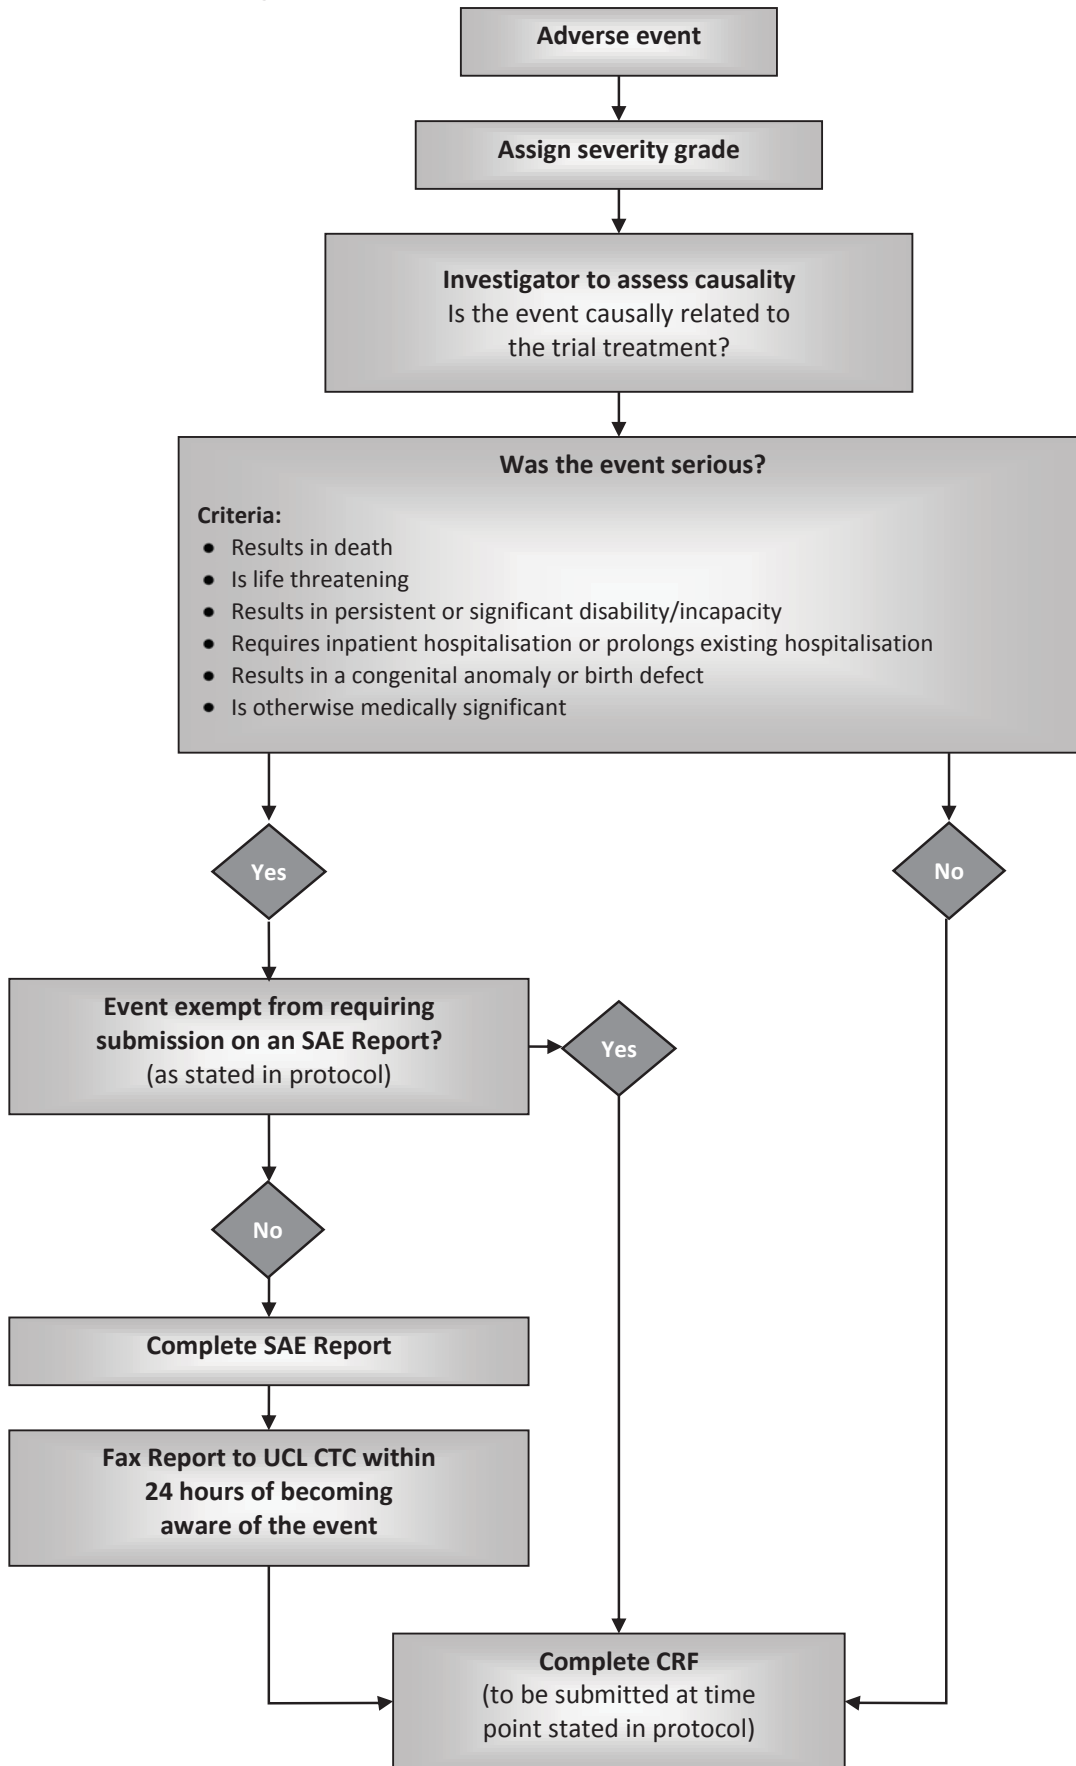 Adverse event
Assign severity grade
Investigator to assess causality
Is the event causally related to
the trial treatment?
Was the event serious?
Criteria:
• Results in death
• Is life threatening
• Results in persistent or significant disability/incapacity
• Requires inpatient hospitalisation or prolongs existing hospitalisation
• Results in a congenital anomaly or birth defect
• Is otherwise medically significant
Yes
No
Event exempt from requiring
submission on an SAE Report?
(as stated in protocol)
Yes
No
Complete SAE Report
Fax Report to UCL CTC within
24 hours of becoming
aware of the event
Complete CRF
(to be submitted at time
point stated in protocol)